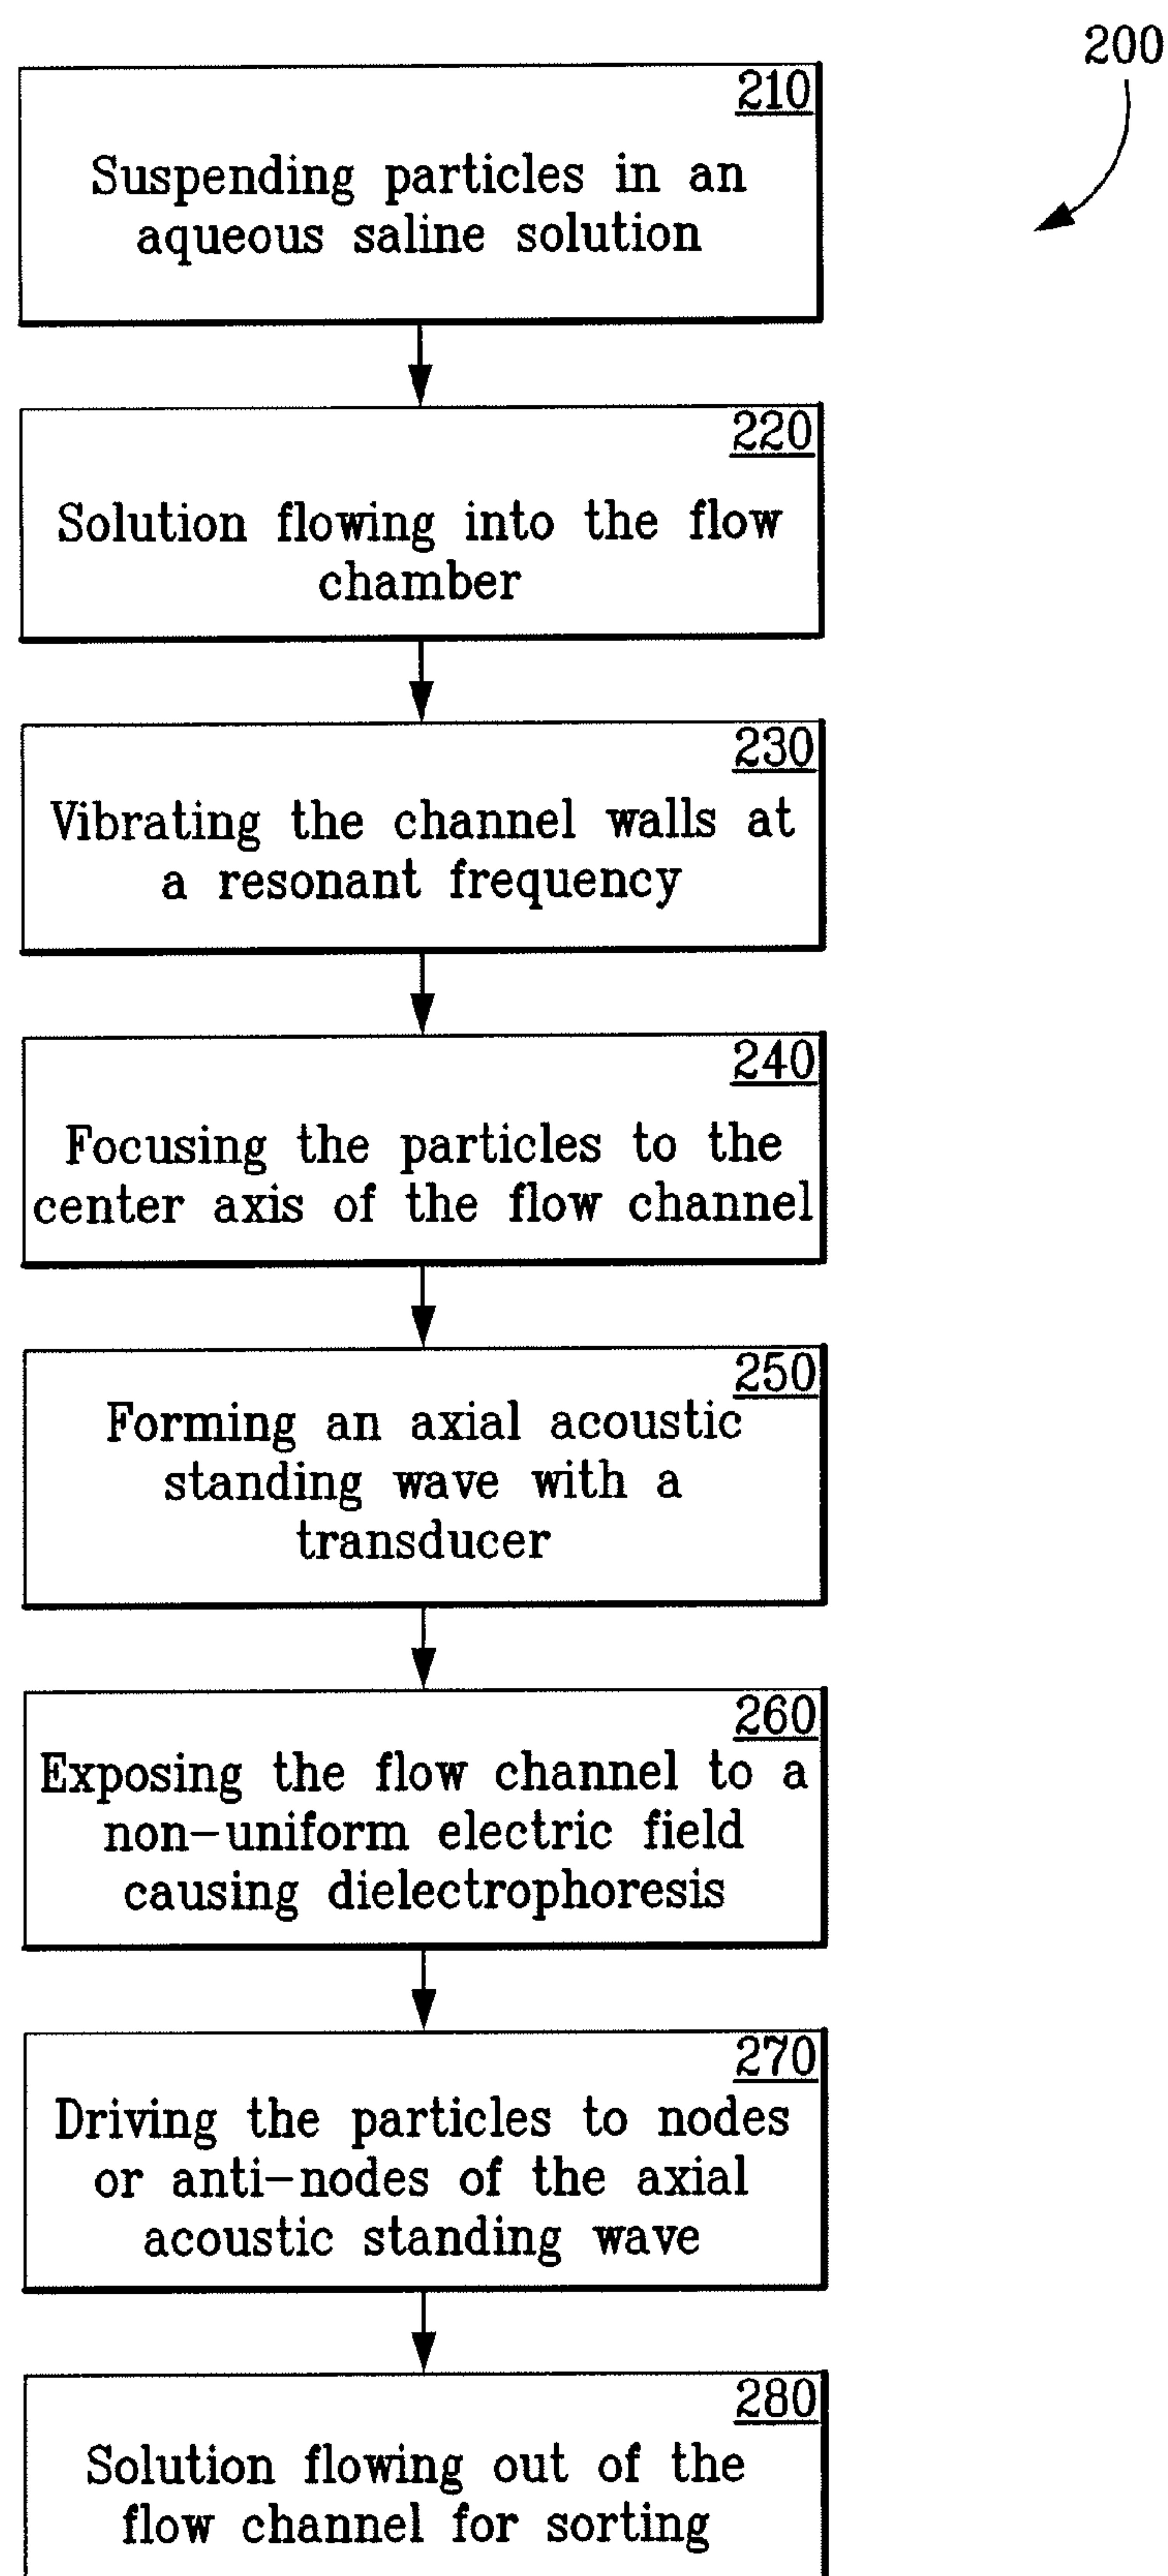 200
210
Suspending particles in an
aqueous saline solution
220
Solution flowing into the flow
chamber
230
Vibrating the channel walls at
a resonant frequency
240
Focusing the particles to the
center axis of the flow channel
250
Forming an axial acoustic
standing wave with a
transducer
260
Exposing the flow channel to a
non-uniform electric field
causing dielectrophoresis
270
Driving the particles to nodes
or anti-nodes of the axial
acoustic standing wave
280
Solution flowing out of the
flow channel for sorting